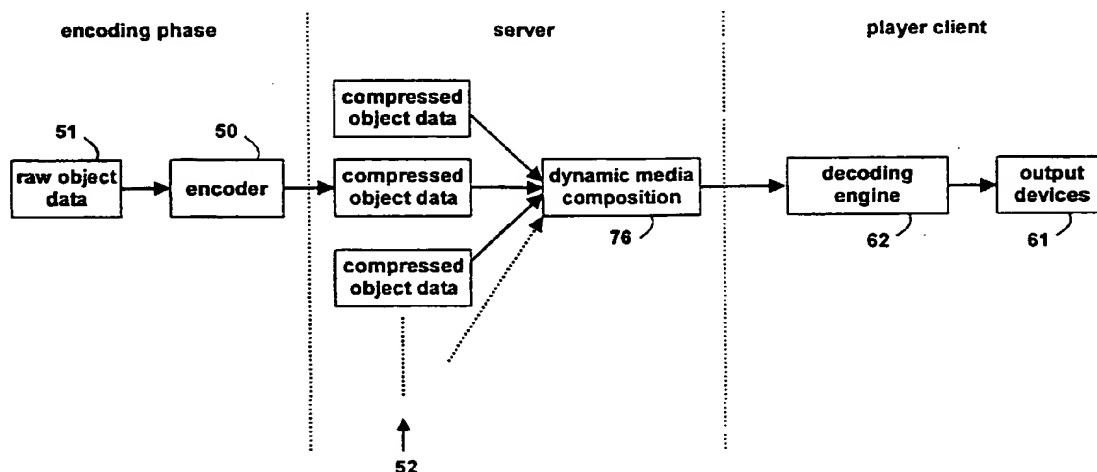 encoding phase
server
player client
51
raw object
data
50
encoder
compressed
object data
compressed
object data
compressed
object data
52
dynamic media
composition
76
decoding
engine
62
output
devices
61